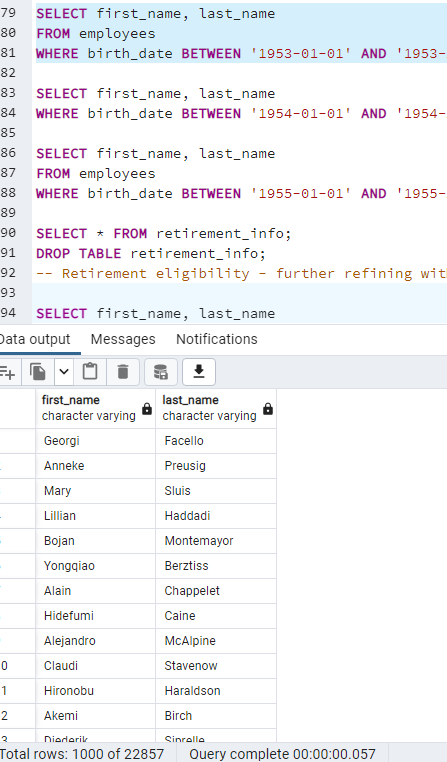 79 SELECT first_name, last_name
80 FROM employees
81 WHERE birth_date BETWEEN '1953-01-01' AND '1953-
82
83 SELECT first_name, last_name
84 WHERE birth_date BETWEEN '1954-01-01' AND '1954-
85
86 SELECT first_name, last_name
87 FROM employees
88 WHERE birth_date BETWEEN '1955-01-01' AND '1955-
89
90 SELECT * FROM retirement_info;
91 DROP TABLE retirement_info;
92 -- Retirement eligibility - further refining wit
93
94 SELECT first_name, last_name
Data output Messages Notifications
first_name last_name
character varying character varying
Georgi Facello
Anneke Preusig
Mary Sluis
Lillian Haddadi
Bojan Montemayor
Yongqiao Berztiss
Alain Chappelet
Hidefumi Caine
Alejandro McAlpine
0 Claudi Stavenow
1 Hironobu Haraldson
2 Akemi Birch
3 Diederik Siprelle
Total rows: 1000 of 22857 Query complete 00:00:00.057